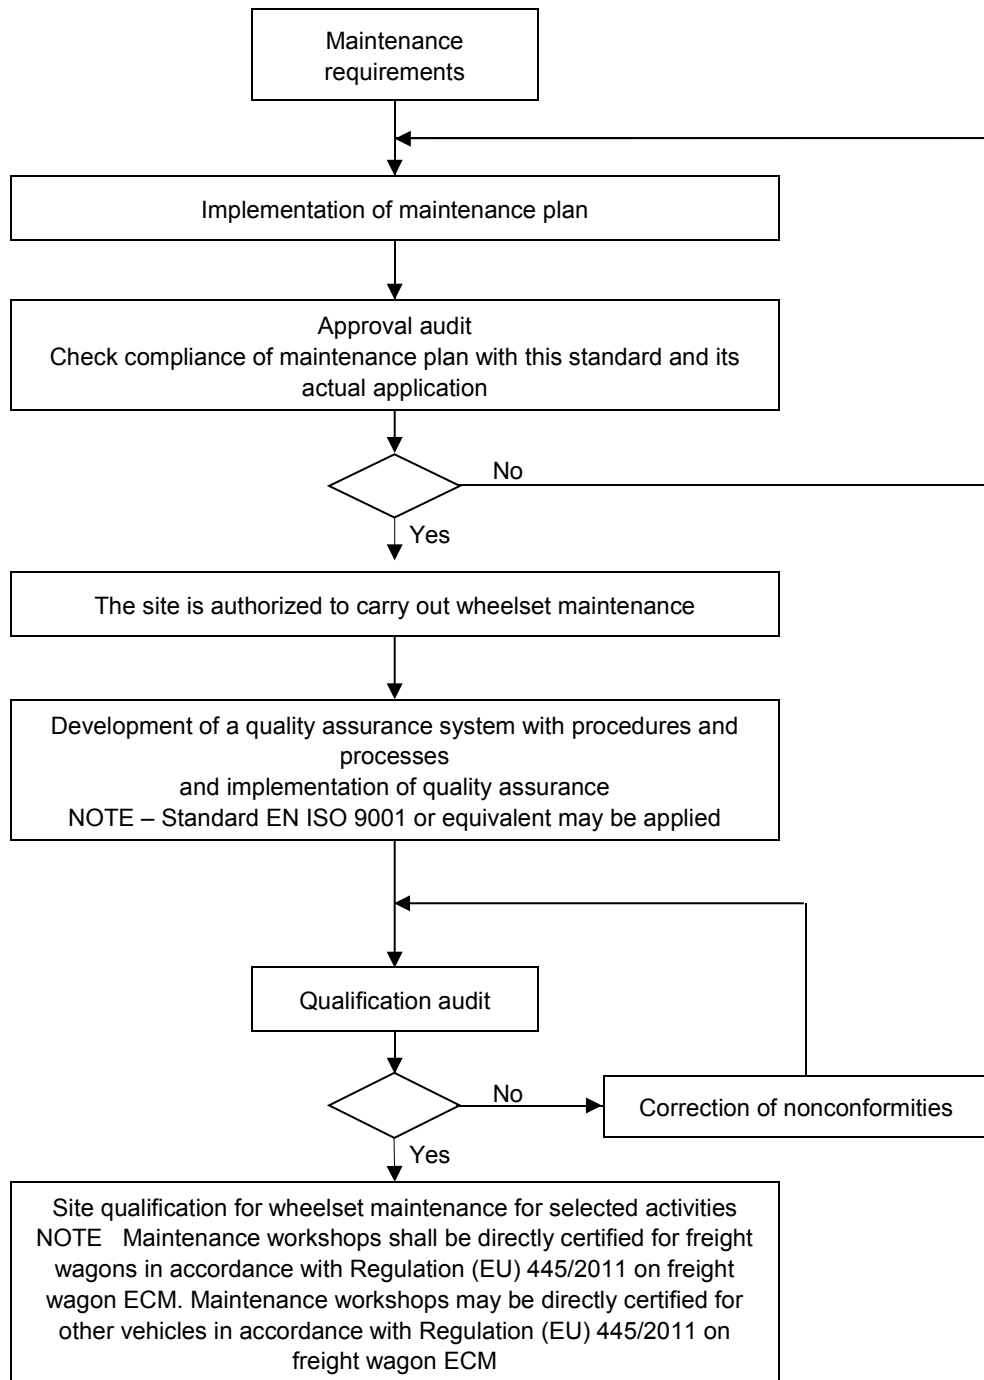 Maintenance
requirements
Implementation of maintenance plan
Approval audit
Check compliance of maintenance plan with this standard and its
actual application
No
Yes
The site is authorized to carry out wheelset maintenance
Development of a quality assurance system with procedures and
processes
and implementation of quality assurance
NOTE – Standard EN ISO 9001 or equivalent may be applied
Qualification audit
No
Correction of nonconformities
Yes
Site qualification for wheelset maintenance for selected activities
NOTE Maintenance workshops shall be directly certified for freight
wagons in accordance with Regulation (EU) 445/2011 on freight
wagon ECM. Maintenance workshops may be directly certified for
other vehicles in accordance with Regulation (EU) 445/2011 on
freight wagon ECM